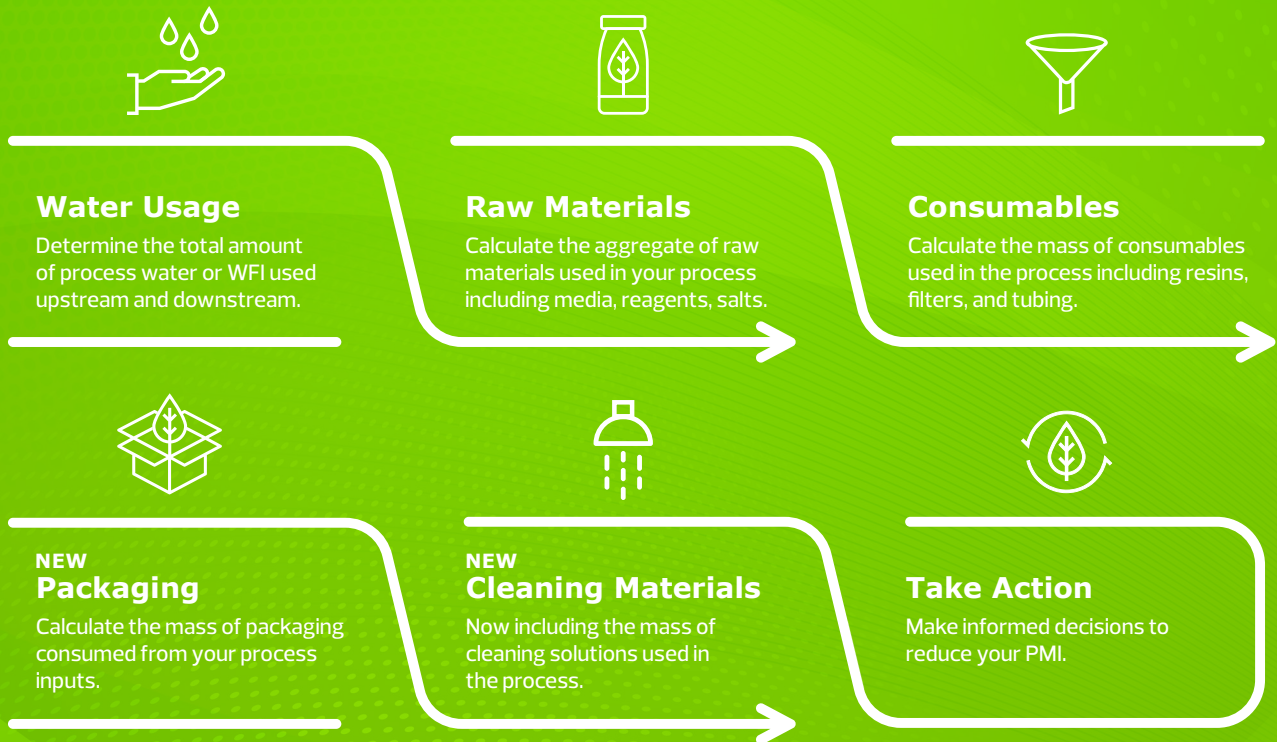 Water Usage
Determine the total amount
of process water or WFI used
upstream and downstream.
Raw Materials
Calculate the aggregate of raw
materials used in your process
including media, reagents, salts.
Consumables
Calculate the mass of consumables
used in the process including resins,
filters, and tubing.
NEW
Packaging
Calculate the mass of packaging
consumed from your process
inputs.
NEW
Cleaning Materials
Now including the mass of
cleaning solutions used in
the process.
Take Action
Make informed decisions to
reduce your PMI.